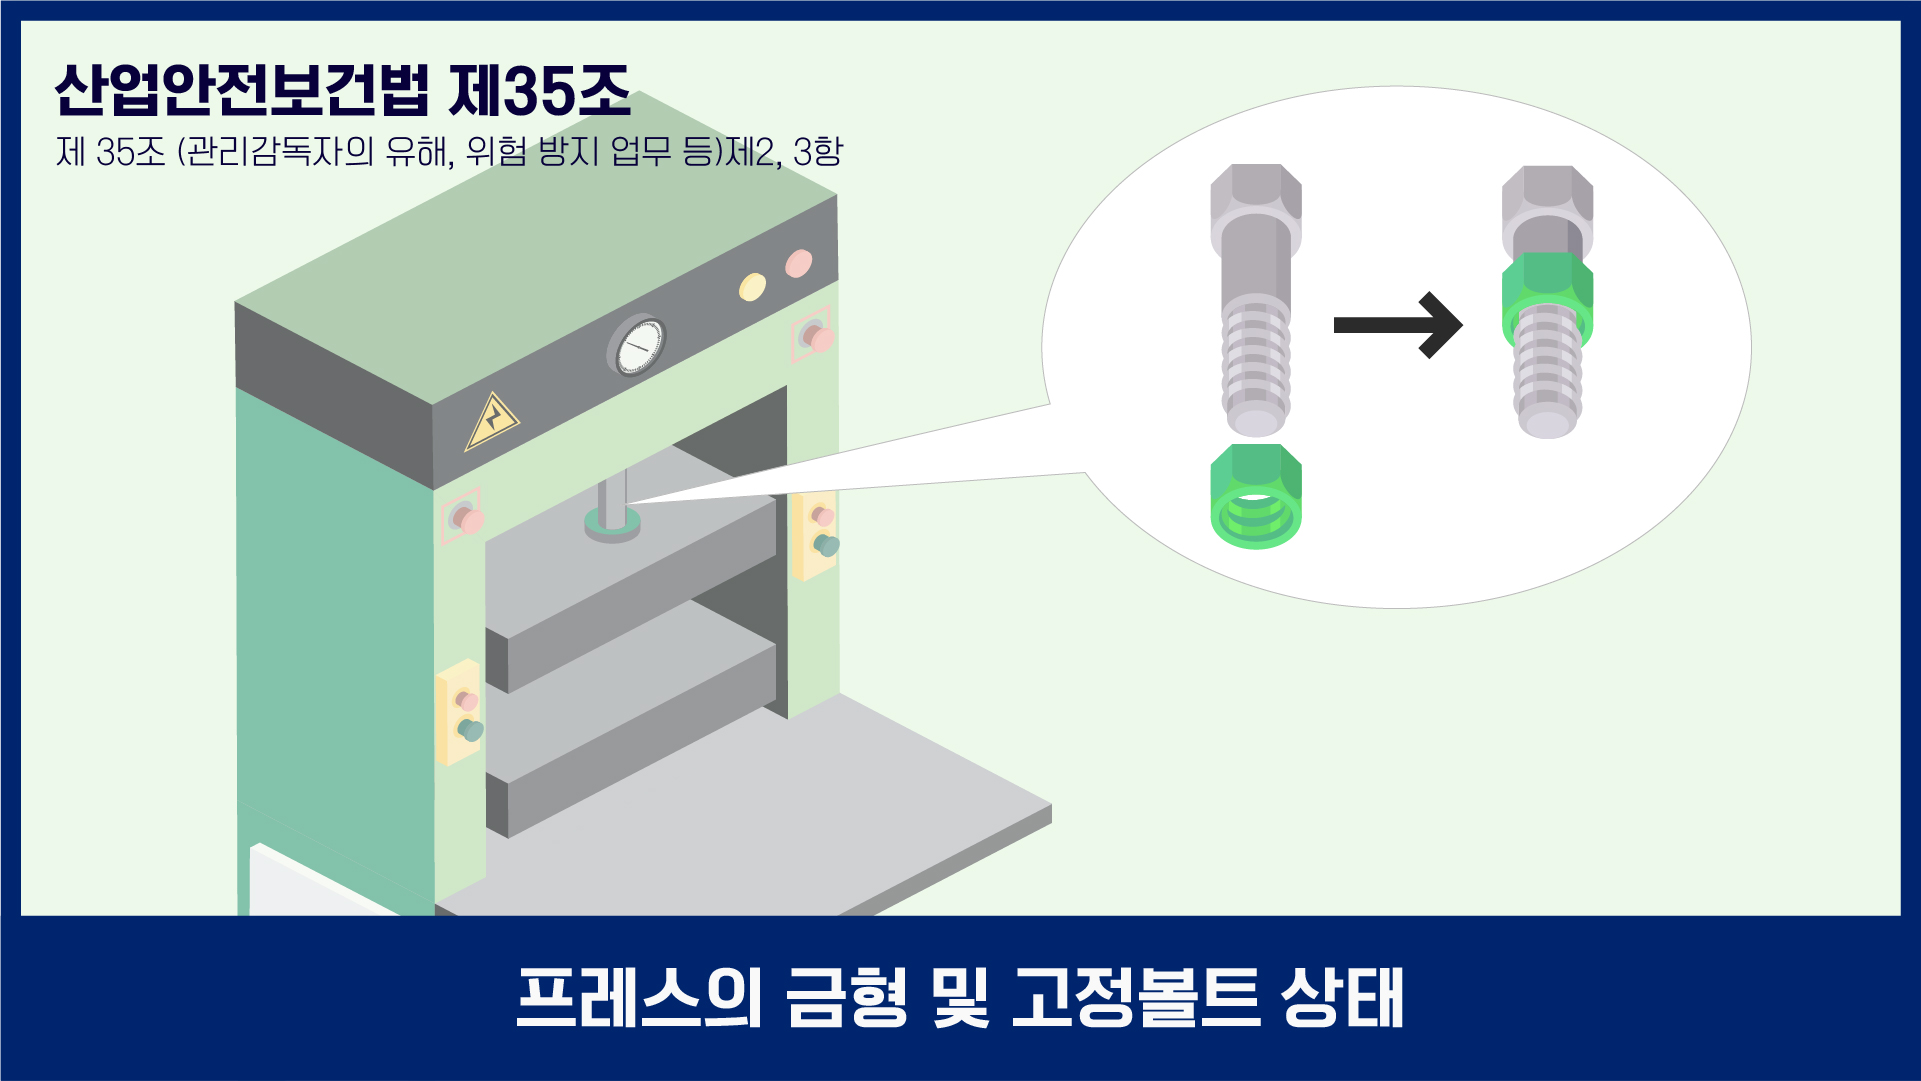 산업안전보건법 제35조
제 35조 (관리감독자의 유해, 위험 방지 업무 등)제2, 3항
프레스의 금형 및 고정볼트 상태